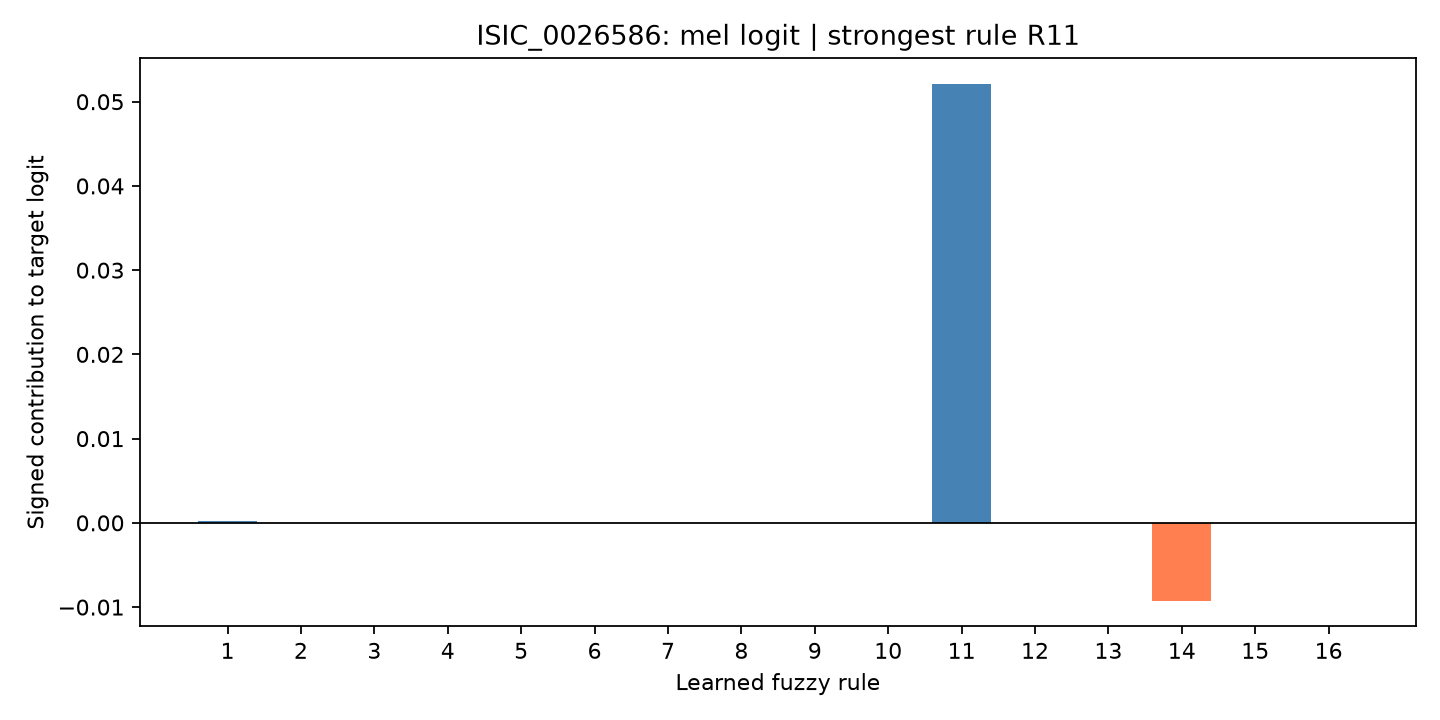 ISIC_0026586: mel logit | strongest rule R11
Signed contribution to target logit
0.05
0.04
0.03
0.02
0.01
0.00
−0.01
1 2 3 4 5 6 7 8 9 10 11 12 13 14 15 16
Learned fuzzy rule